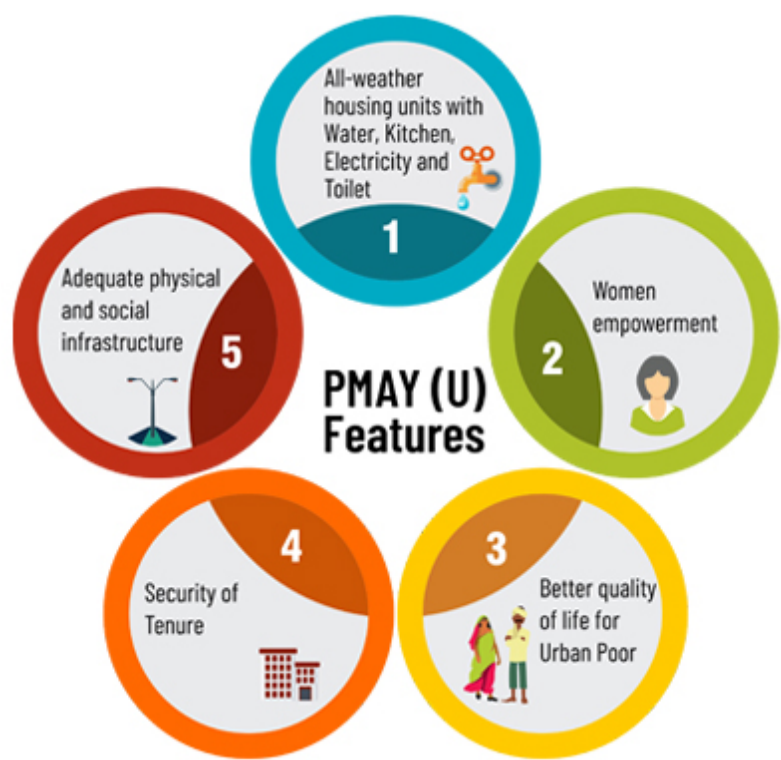 PMAY (U)
Features
All-weather
housing units with
Water, Kitchen,
Electricity and
Toilet
1
Women
empowerment
2
3
Better quality
of life for
Urban Poor
4
Security of
Tenure
Adequate physical
and social
infrastructure
5